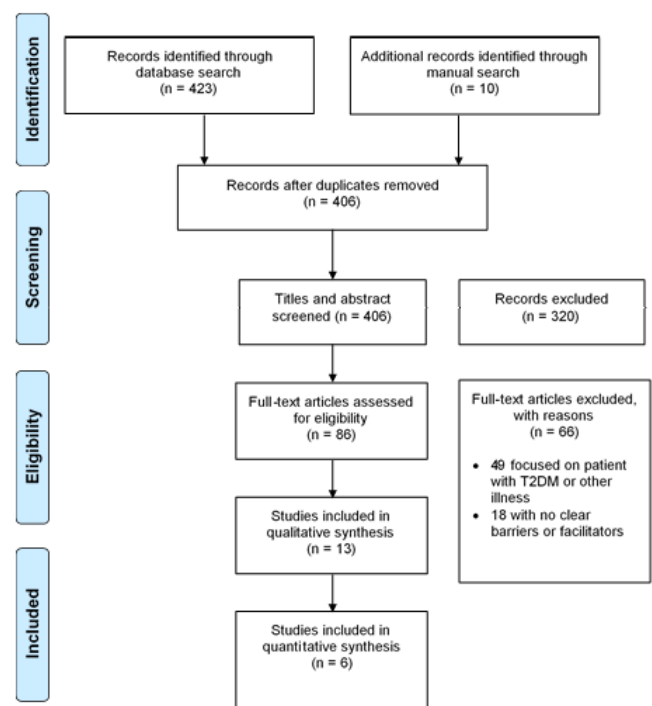 Identification
Records identified through
database search
(n = 423)
Additional records identified through
manual search
(n = 10)
Records after duplicates removed
(n = 406)
Screening
Titles and abstract
screened (n = 406)
Records excluded
(n = 320)
Eligibility
Full-text articles assessed
for eligibility
(n = 86)
Full-text articles excluded,
with reasons
(n = 66)
• 49 focused on patient
with T2DM or other
illness
• 18 with no clear
barriers or facilitators
Studies included in
qualitative synthesis
(n = 13)
Included
Studies included in
quantitative synthesis
(n = 6)